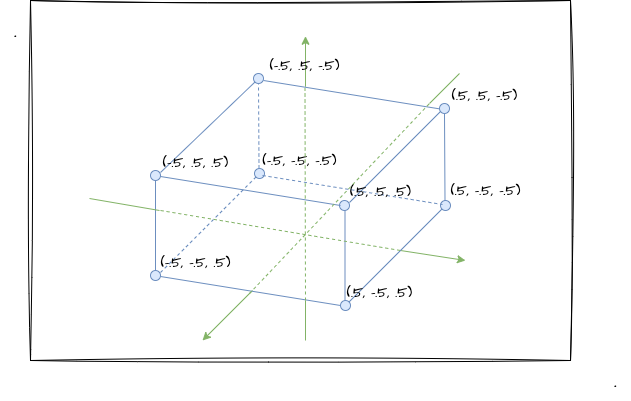 (-.5, .5, -.5)
(.5, .5, -.5)
(-.5, .5, .5)
(-.5, -.5, -.5)
(.5, .5, .5)
(.5, -.5, -.5)
(-.5, -.5, .5)
(.5, -.5, .5)